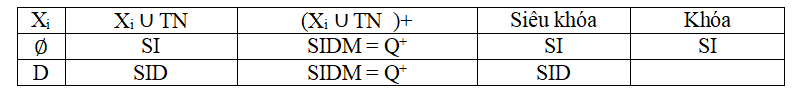 Xᵢ Xᵢ ∪ TN (Xᵢ ∪ TN )+ Siêu khóa Khóa
∅ SI SIDM = Q⁺ SI SI
D SID SIDM = Q⁺ SID